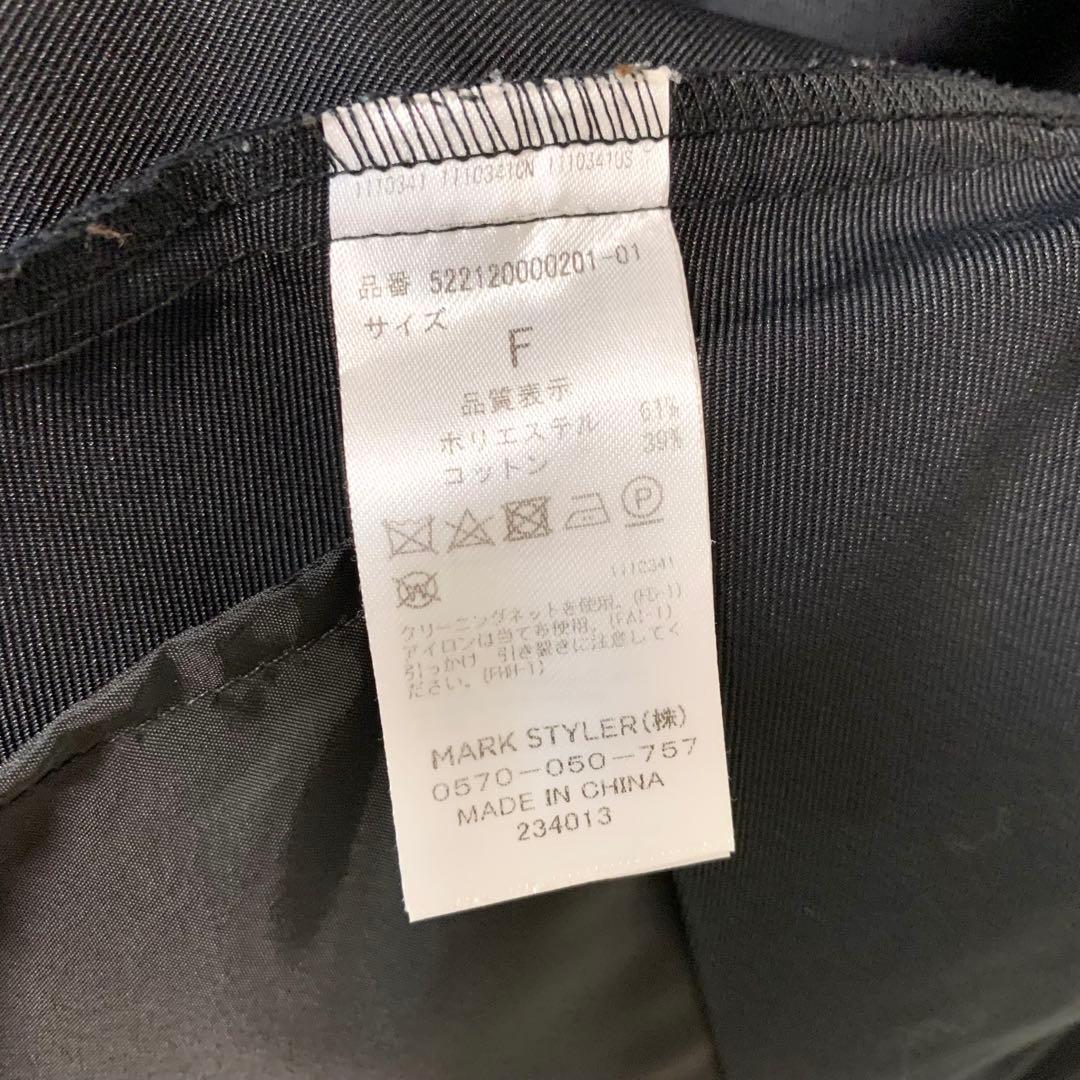 1110341 1110341CN 1110341US
品番 522120000201-01
サイズ
F
品質表示
ポリエステル 61%
コットン 39%
P
W
1110341
クリーニングネットを使用。(FE-1)
アイロンは当て布使用。(FAI-1)
引っかけ 引き裂きに注意してく
ださい。(FHH-1)
MARK STYLER(株)
0570-050-757
MADE IN CHINA
234013